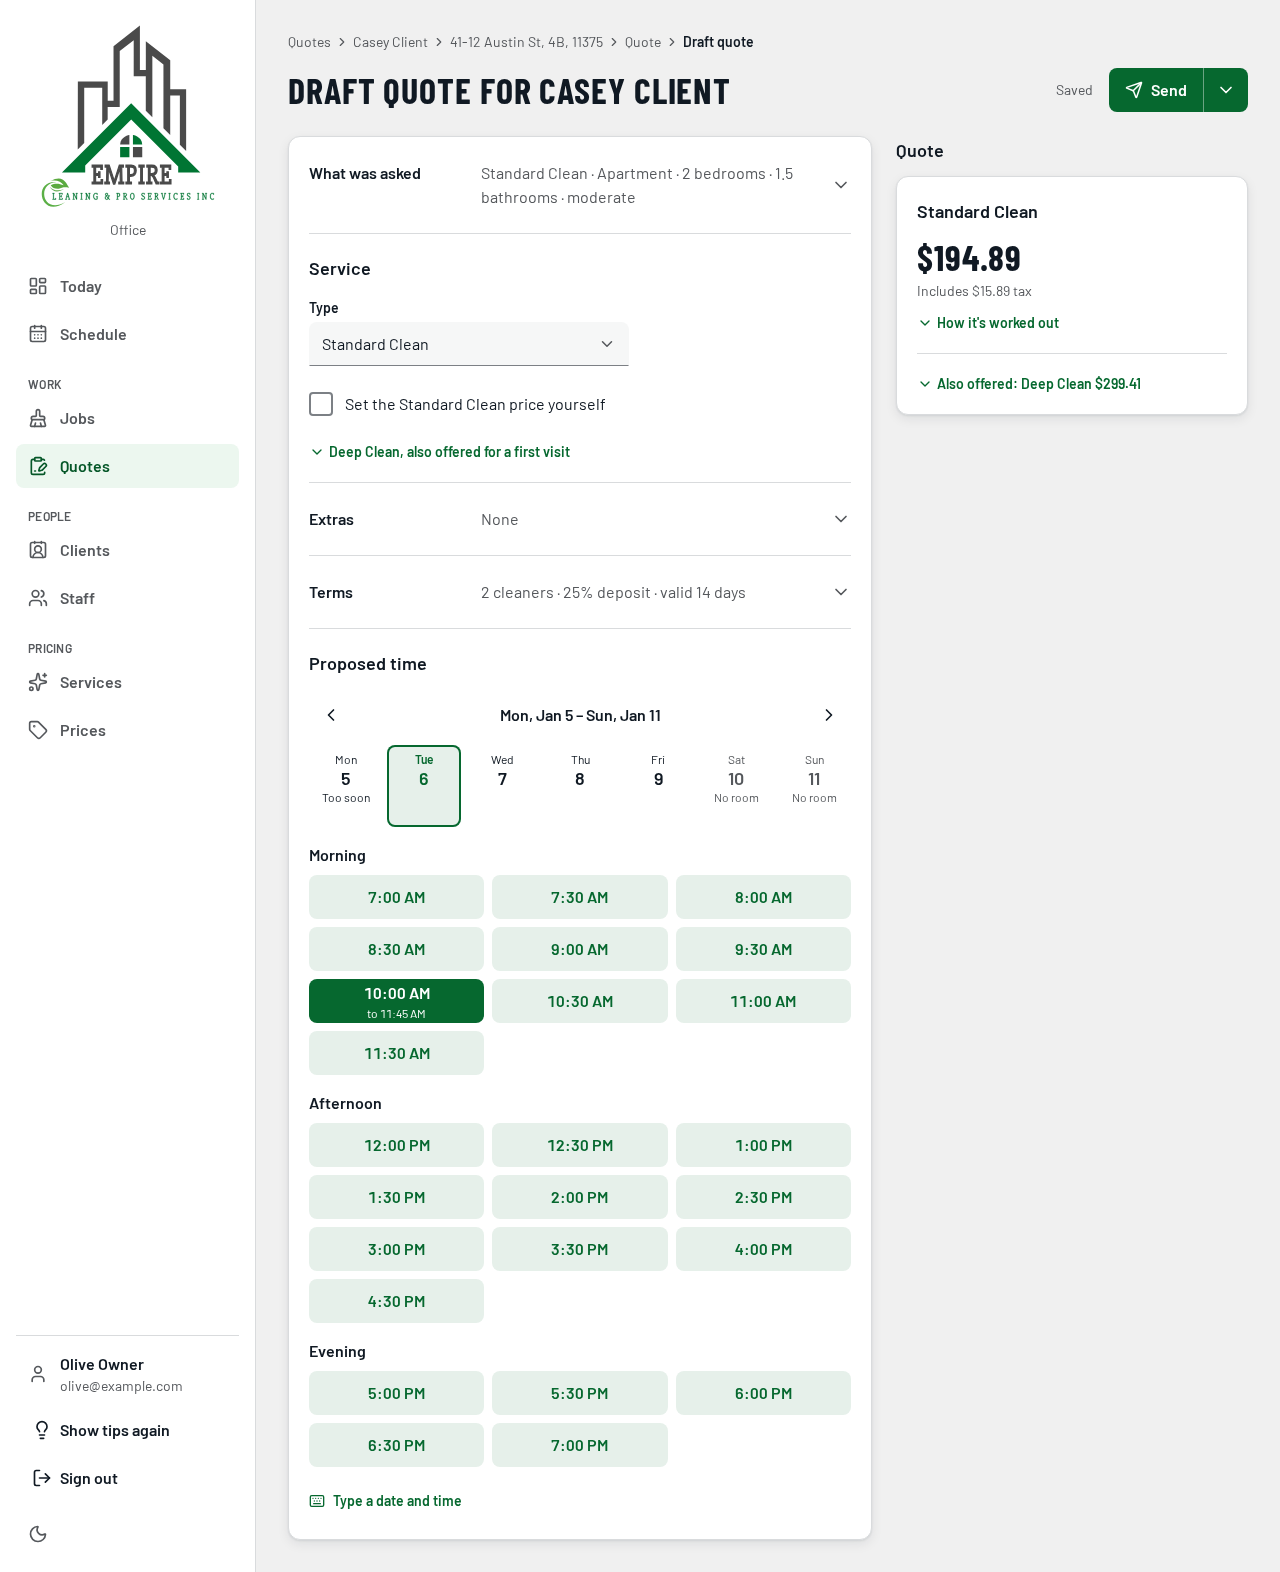 EMPIRE
LEANING & PRO SERVICES INC
Office
Today
Schedule
WORK
Jobs
Quotes
PEOPLE
Clients
Staff
PRICING
Services
Prices
Olive Owner
olive@example.com
Show tips again
Sign out
Quotes > Casey Client > 41-12 Austin St, 4B, 11375 > Quote > Draft quote
DRAFT QUOTE FOR CASEY CLIENT
Saved
Send
What was asked
Standard Clean · Apartment · 2 bedrooms · 1.5
bathrooms · moderate
Service
Type
Standard Clean
Set the Standard Clean price yourself
Deep Clean, also offered for a first visit
Extras
None
Terms
2 cleaners · 25% deposit · valid 14 days
Proposed time
Mon, Jan 5 – Sun, Jan 11
Mon
5
Too soon
Tue
6
Wed
7
Thu
8
Fri
9
Sat
10
No room
Sun
11
No room
Morning
7:00 AM
7:30 AM
8:00 AM
8:30 AM
9:00 AM
9:30 AM
10:00 AM
to 11:45 AM
10:30 AM
11:00 AM
11:30 AM
Afternoon
12:00 PM
12:30 PM
1:00 PM
1:30 PM
2:00 PM
2:30 PM
3:00 PM
3:30 PM
4:00 PM
4:30 PM
Evening
5:00 PM
5:30 PM
6:00 PM
6:30 PM
7:00 PM
Type a date and time
Quote
Standard Clean
$194.89
Includes $15.89 tax
How it's worked out
Also offered: Deep Clean $299.41